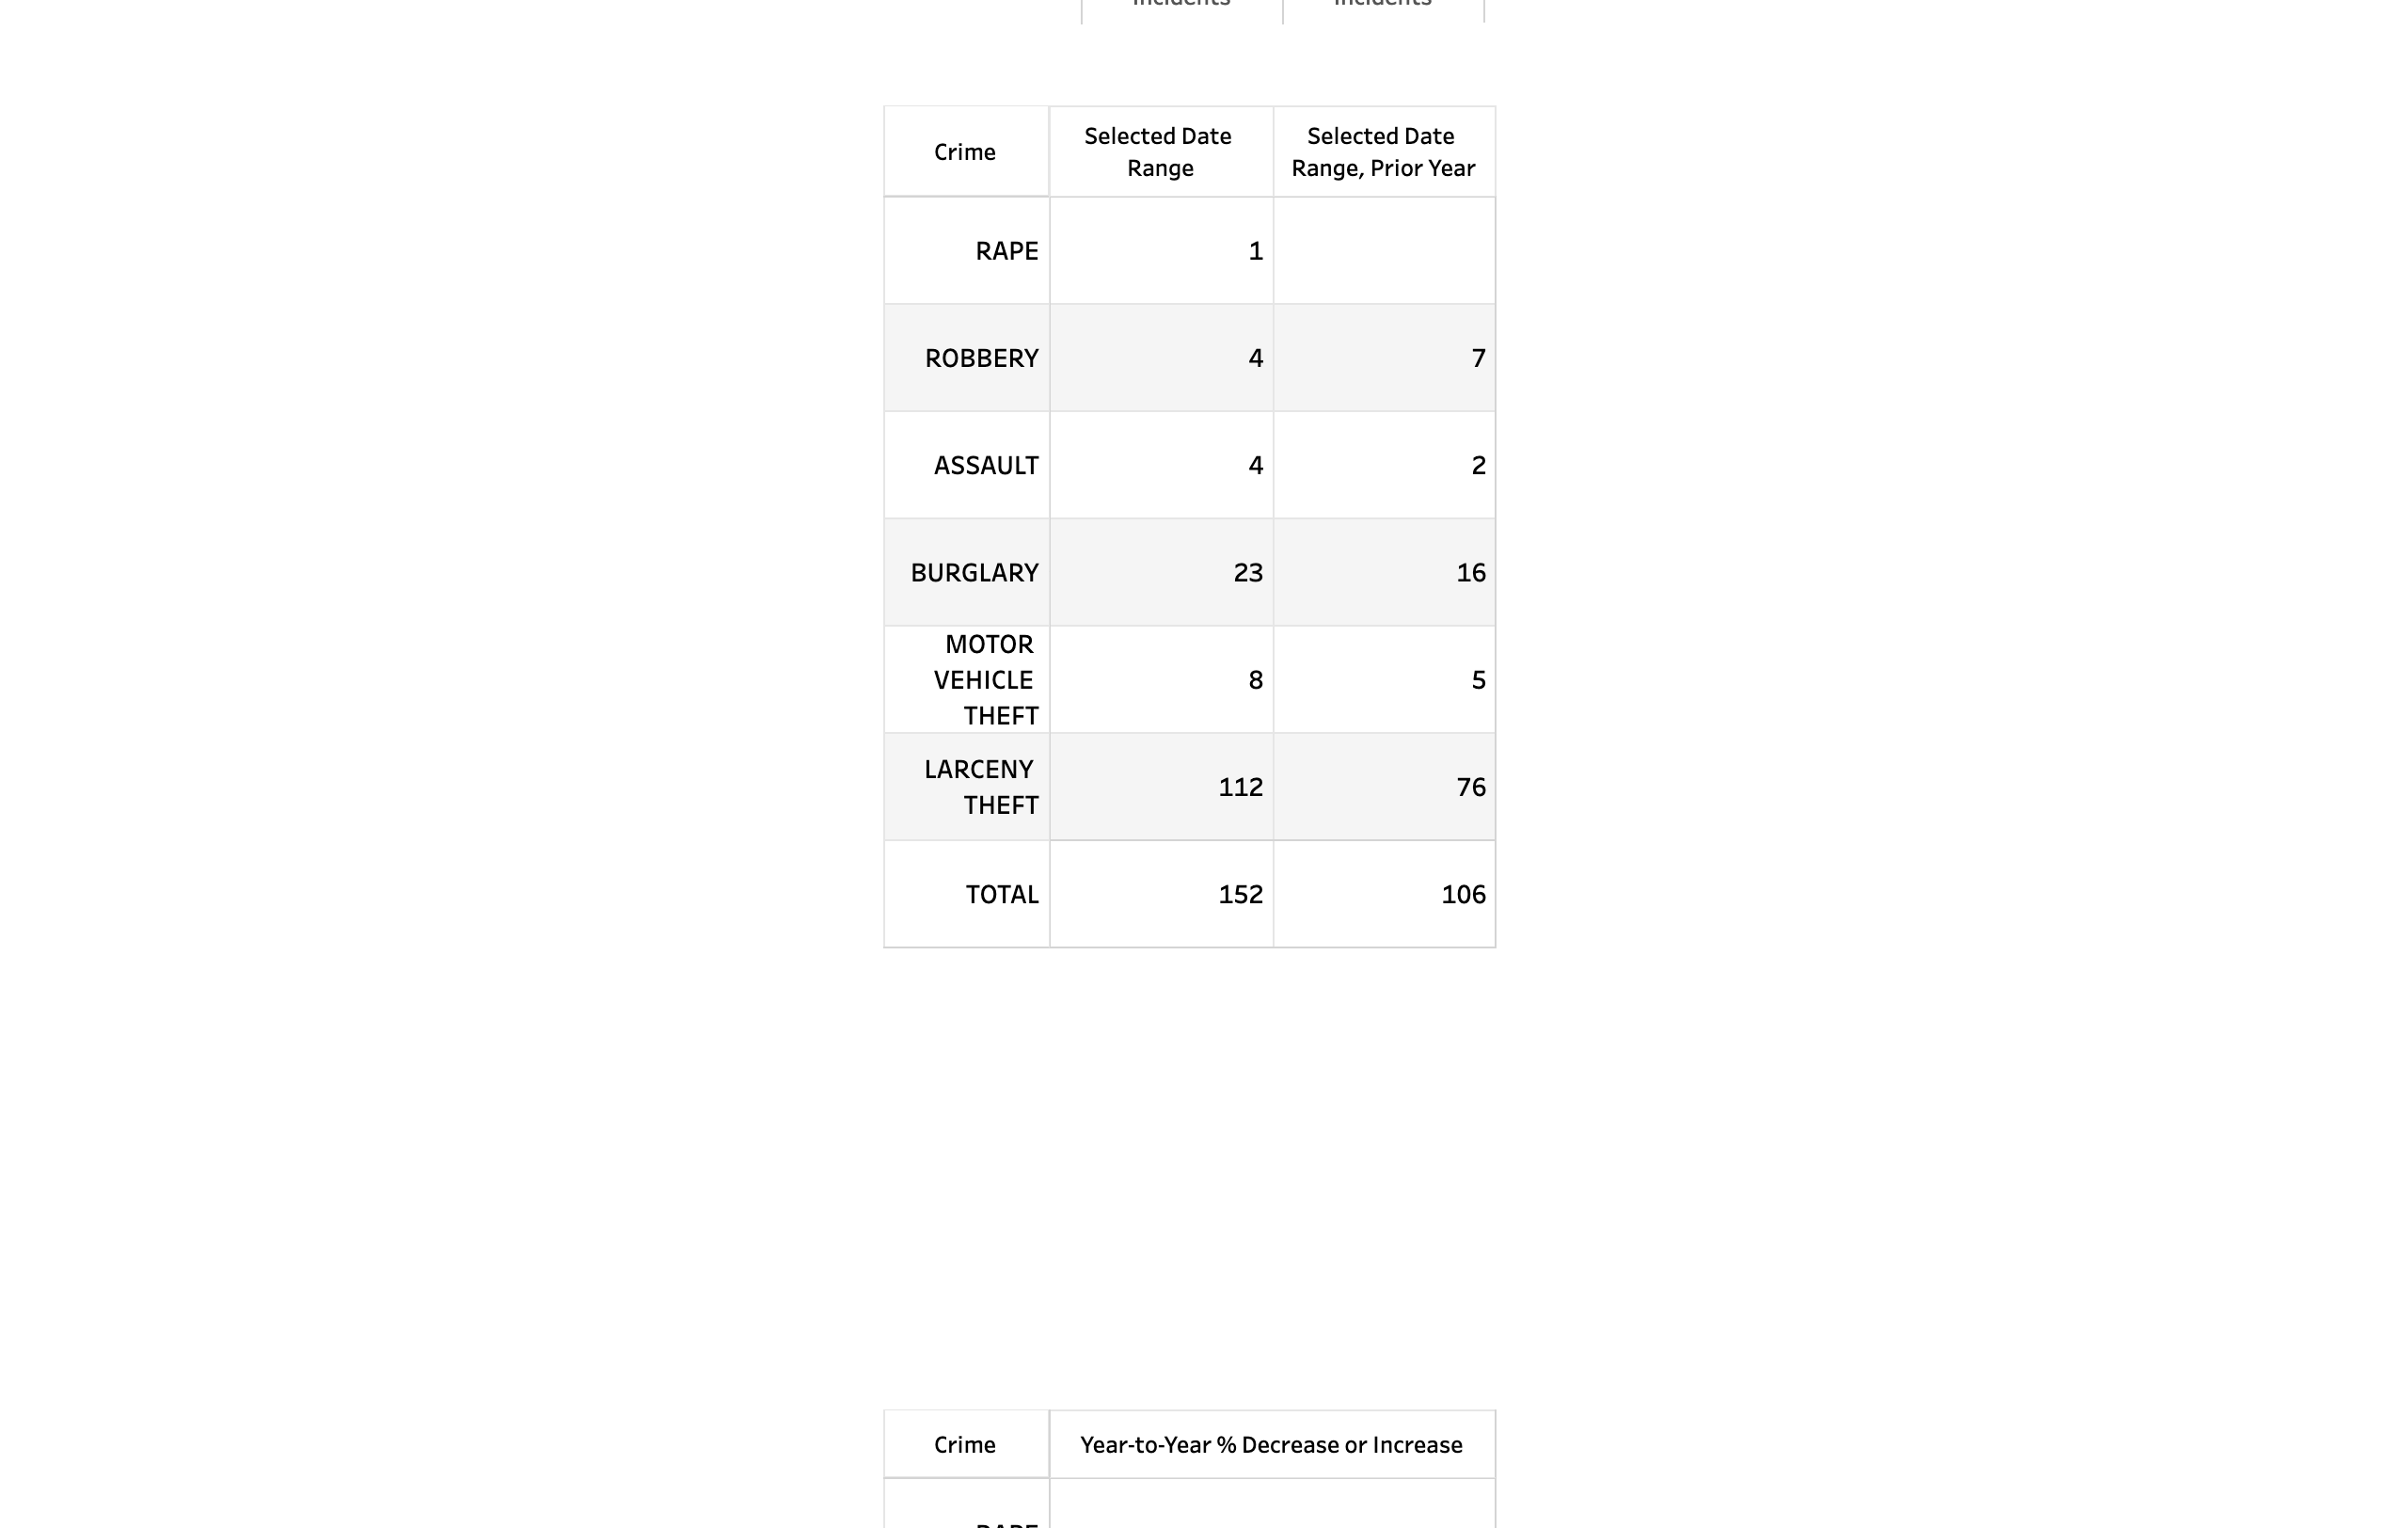 Incidents Incidents
Crime
Selected Date
Range
Selected Date
Range, Prior Year
RAPE 1
ROBBERY 4 7
ASSAULT 4 2
BURGLARY 23 16
MOTOR
VEHICLE
THEFT
8 5
LARCENY
THEFT
112 76
TOTAL 152 106
Crime Year-to-Year % Decrease or Increase
RAPE